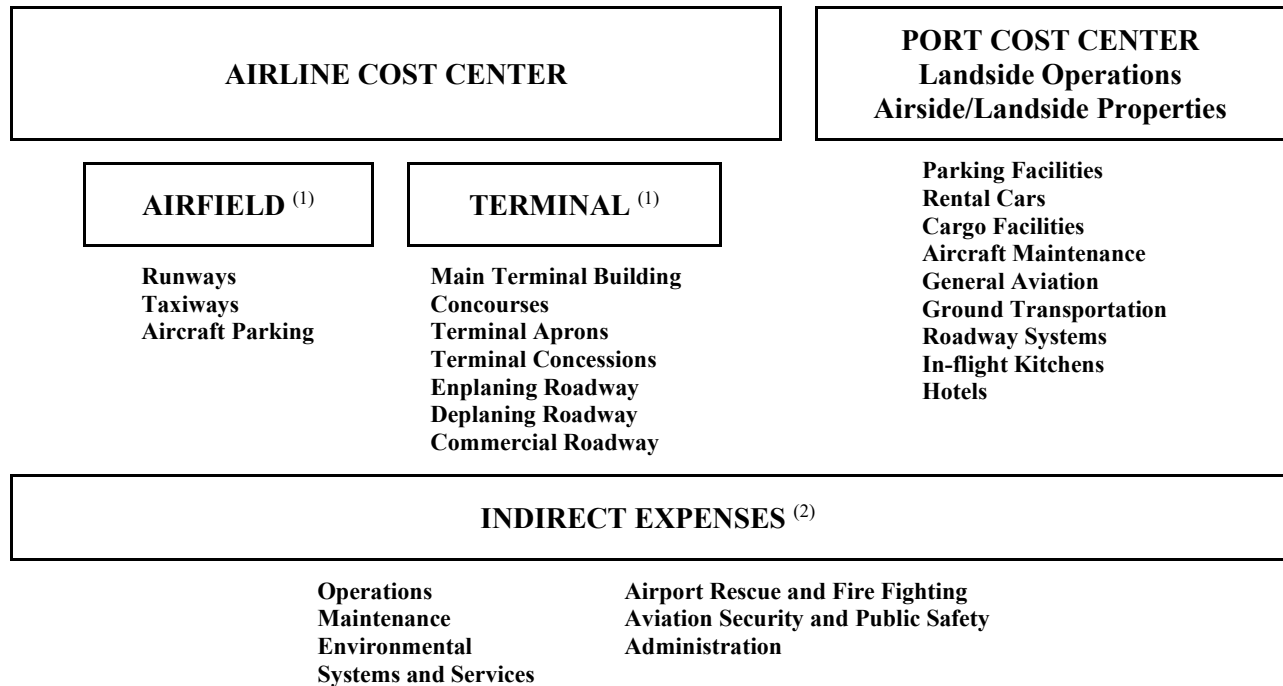 AIRLINE COST CENTER
PORT COST CENTER
Landside Operations
Airside/Landside Properties
AIRFIELD (1)
Runways
Taxiways
Aircraft Parking
TERMINAL (1)
Main Terminal Building
Concourses
Terminal Aprons
Terminal Concessions
Enplaning Roadway
Deplaning Roadway
Commercial Roadway
Parking Facilities
Rental Cars
Cargo Facilities
Aircraft Maintenance
General Aviation
Ground Transportation
Roadway Systems
In-flight Kitchens
Hotels
INDIRECT EXPENSES (2)
Operations
Maintenance
Environmental
Systems and Services
Airport Rescue and Fire Fighting
Aviation Security and Public Safety
Administration